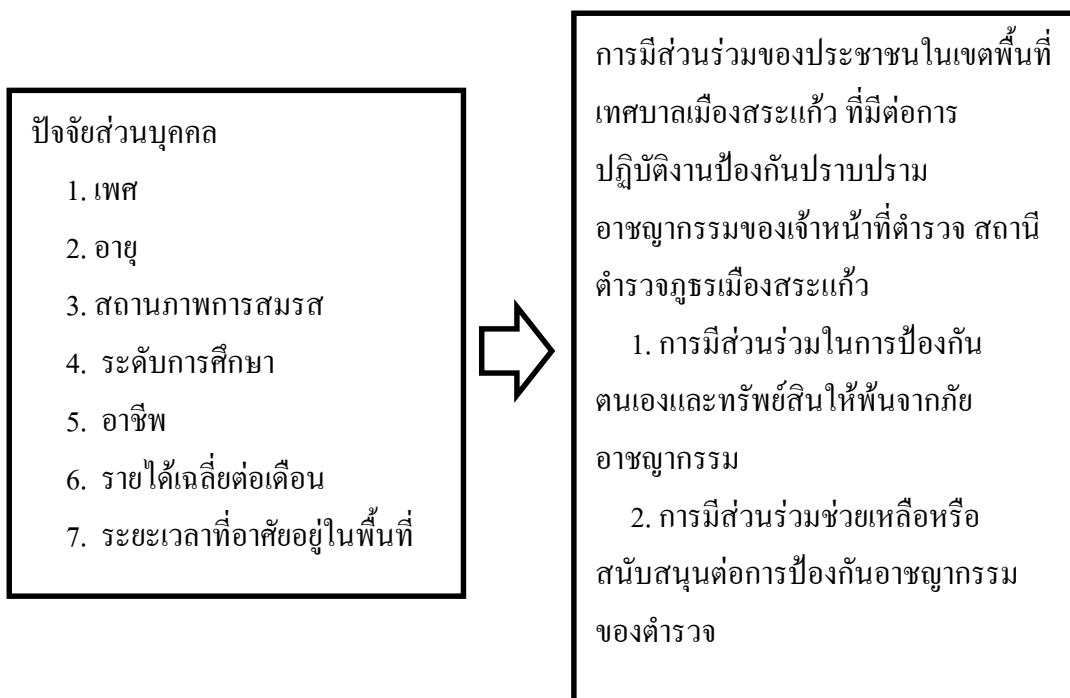 ปัจจัยส่วนบุคคล
1. เพศ
2. อายุ
3. สถานภาพการสมรส
4. ระดับการศึกษา
5. อาชีพ
6. รายได้เฉลี่ยต่อเดือน
7. ระยะเวลาที่อาศัยอยู่ในพื้นที่
การมีส่วนร่วมของประชาชนในเขตพื้นที่
เทศบาลเมืองสระแก้ว ที่มีต่อการ
ปฏิบัติงานป้องกันปราบปราม
อาชญากรรมของเจ้าหน้าที่ตำรวจ สถานี
ตำรวจภูธรเมืองสระแก้ว
1. การมีส่วนร่วมในการป้องกัน
ตนเองและทรัพย์สินให้พ้นจากภัย
อาชญากรรม
2. การมีส่วนร่วมช่วยเหลือหรือ
สนับสนุนต่อการป้องกันอาชญากรรม
ของตำรวจ